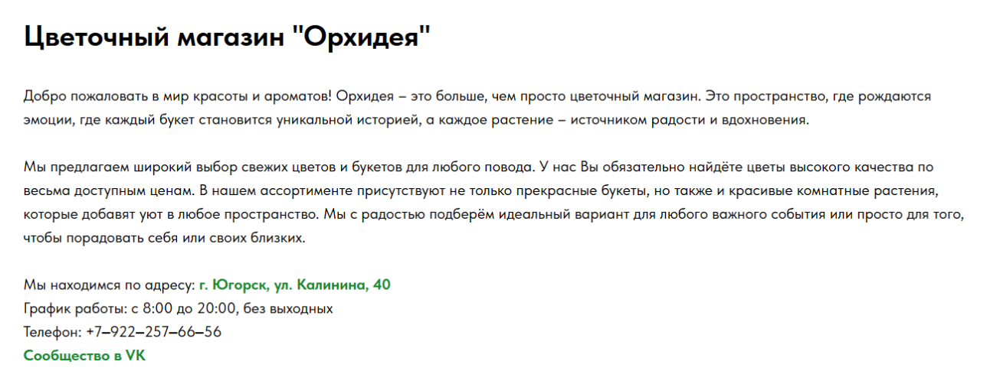 Цветочный магазин "Орхидея"
Добро пожаловать в мир красоты и ароматов! Орхидея – это больше, чем просто цветочный магазин. Это пространство, где рождаются
эмоции, где каждый букет становится уникальной историей, а каждое растение – источником радости и вдохновения.
Мы предлагаем широкий выбор свежих цветов и букетов для любого повода. У нас Вы обязательно найдёте цветы высокого качества по
весьма доступным ценам. В нашем ассортименте присутствуют не только прекрасные букеты, но также и красивые комнатные растения,
которые добавят уют в любое пространство. Мы с радостью подберём идеальный вариант для любого важного события или просто для того,
чтобы порадовать себя или своих близких.
Мы находимся по адресу: г. Югорск, ул. Калинина, 40
График работы: с 8:00 до 20:00, без выходных
Телефон: +7‒922‒257‒66‒56
Сообщество в VK